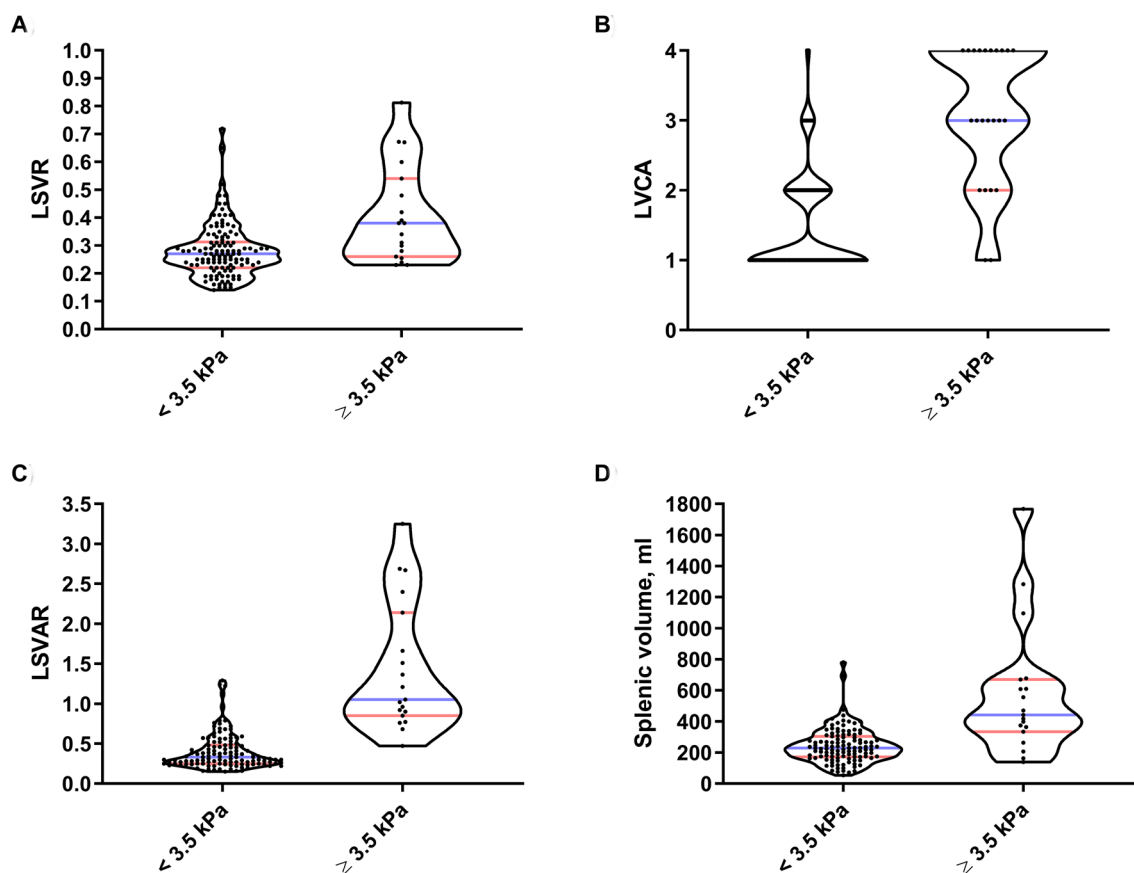 A
LSVR
1.0
0.9
0.8
0.7
0.6
0.5
0.4
0.3
0.2
0.1
0.0
< 3.5 kPa
≥ 3.5 kPa
B
LVCA
4
3
2
1
0
< 3.5 kPa
≥ 3.5 kPa
C
LSVAR
3.5
3.0
2.5
2.0
1.5
1.0
0.5
0.0
< 3.5 kPa
≥ 3.5 kPa
D
Splenic volume, ml
1800
1600
1400
1200
1000
800
600
400
200
0
< 3.5 kPa
≥ 3.5 kPa